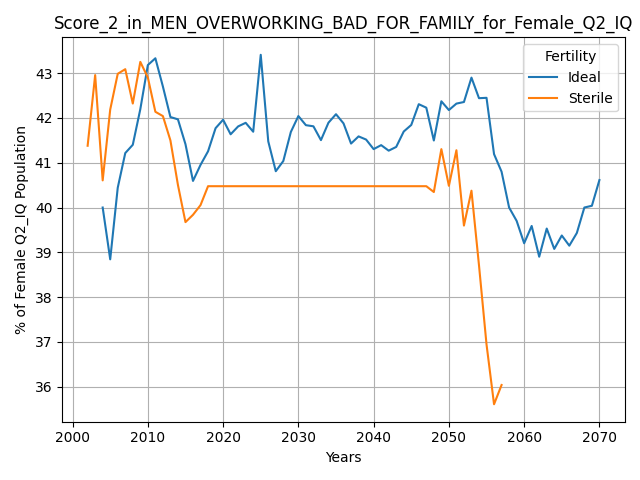 Score_2_in_MEN_OVERWORKING_BAD_FOR_FAMILY_for_Female_Q2_IQ
Fertility
Ideal
Sterile
43
42
41
40
39
38
37
36
% of Female Q2_IQ Population
2000 2010 2020 2030 2040 2050 2060 2070
Years